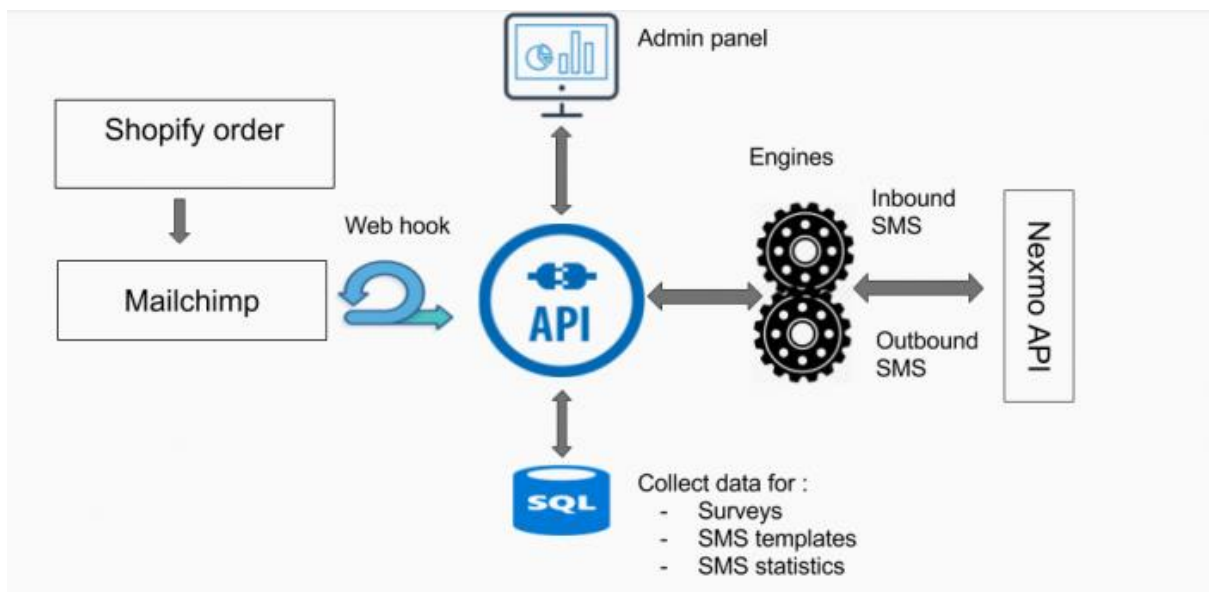 Admin panel
Shopify order
Engines
Inbound
SMS
Web hook
Mailchimp
API
Nexmo API
Outbound
SMS
SQL
Collect data for :
- Surveys
- SMS templates
- SMS statistics